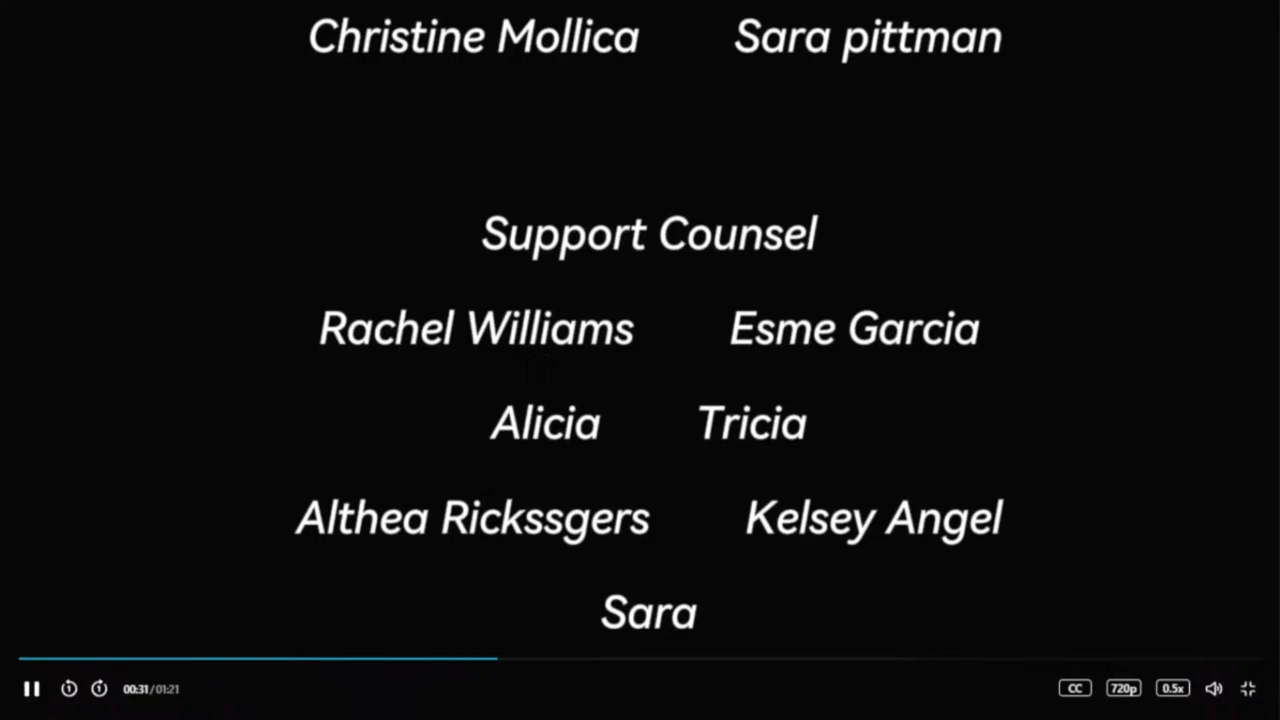 Christine Mollica Sara pittman
Support Counsel
Rachel Williams Esme Garcia
Alicia Tricia
Althea Rickssgers Kelsey Angel
Sara
00:31/01:21 CC 720p 0.5x